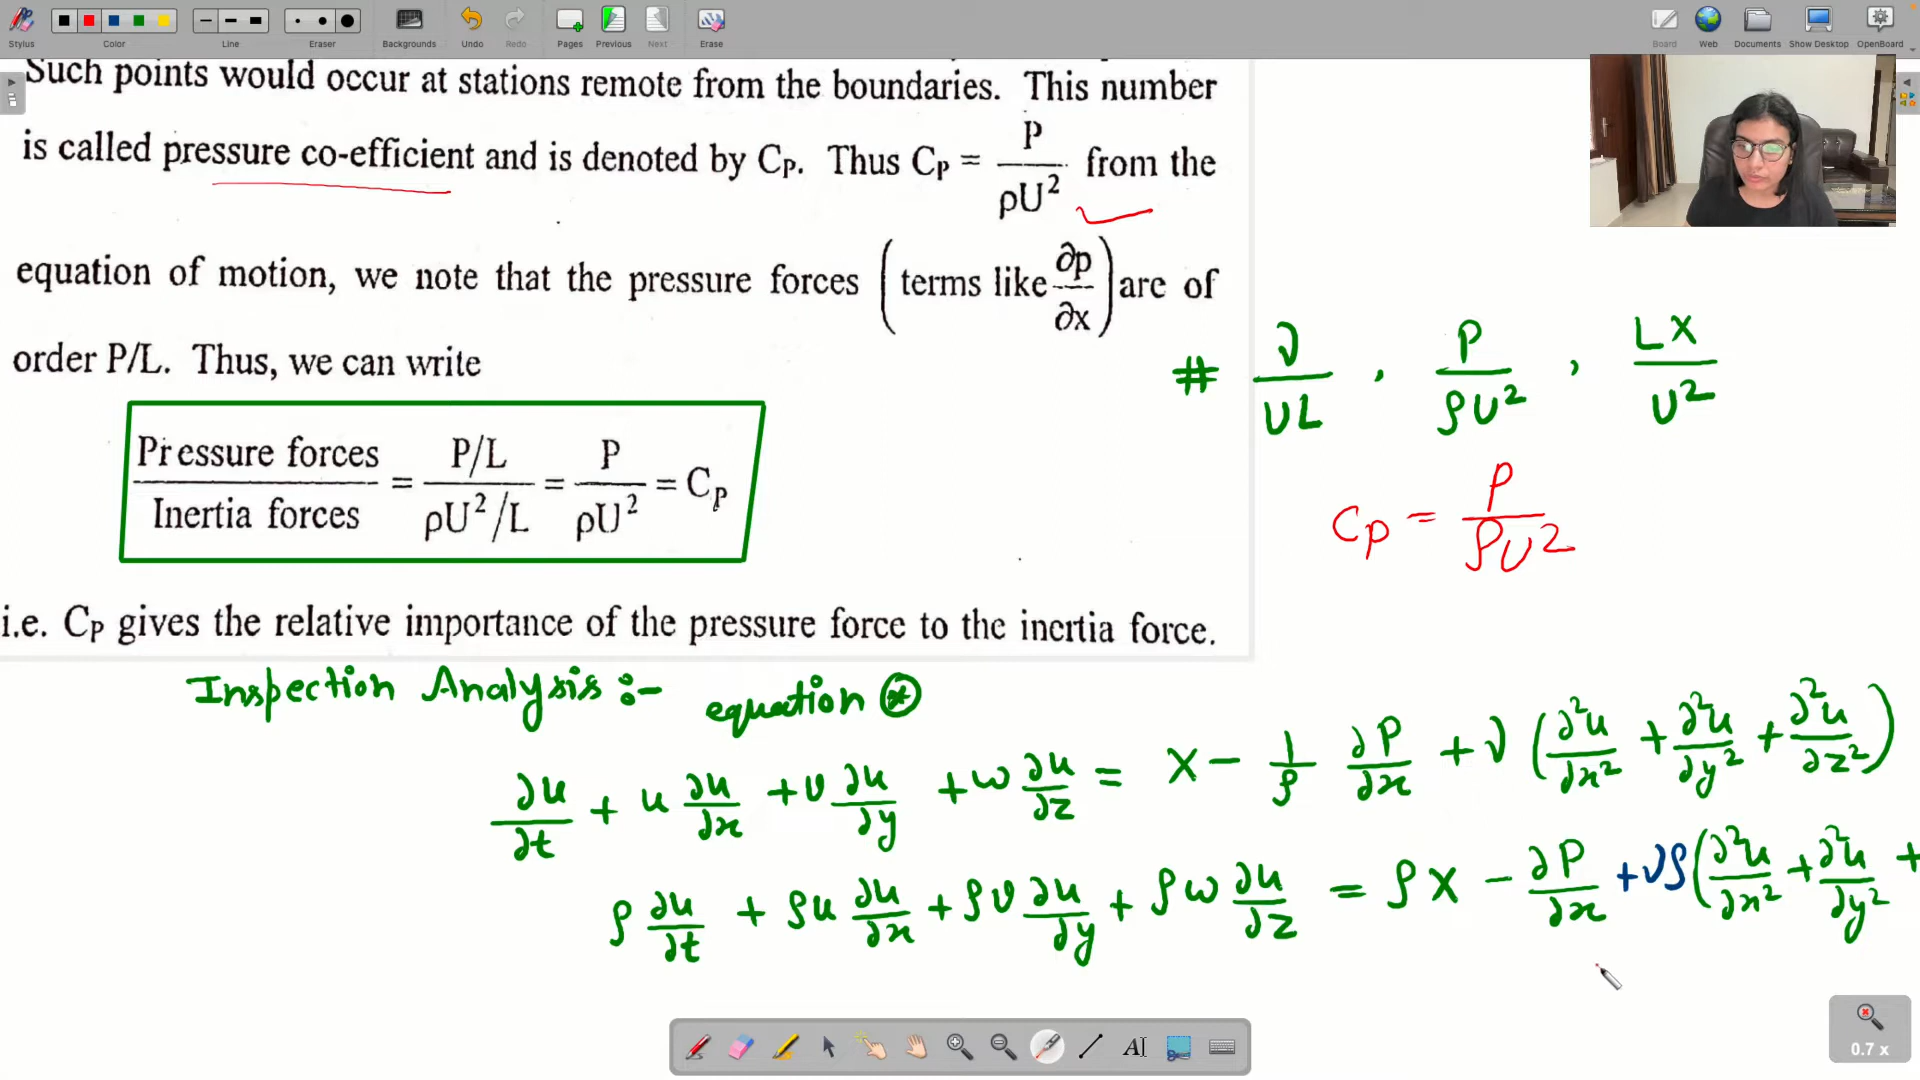 Stylus Color Line Eraser Backgrounds Undo Redo Pages Previous Next Erase Board Web Documents Show Desktop OpenBoard
Such points would occur at stations remote from the boundaries. This number
is called pressure co-efficient and is denoted by Cₚ. Thus Cₚ = P/ρU² from the
equation of motion, we note that the pressure forces (terms like ∂p/∂x) are of
order P/L. Thus, we can write
# ν/UL , P/ρU² , LX/U²
Pressure forces/Inertia forces = P/L / ρU²/L = P/ρU² = Cₚ
Cp = P/ρU²
i.e. Cₚ gives the relative importance of the pressure force to the inertia force.
Inspection Analysis :- equation ⊛
∂u/∂t + u ∂u/∂x + v ∂u/∂y + w ∂u/∂z = X - 1/ρ ∂P/∂x + ν (∂²u/∂x² + ∂²u/∂y² + ∂²u/∂z²)
ρ ∂u/∂t + ρu ∂u/∂x + ρv ∂u/∂y + ρw ∂u/∂z = ρX - ∂P/∂x + νρ(∂²u/∂x² + ∂²u/∂y² +
0.7 x